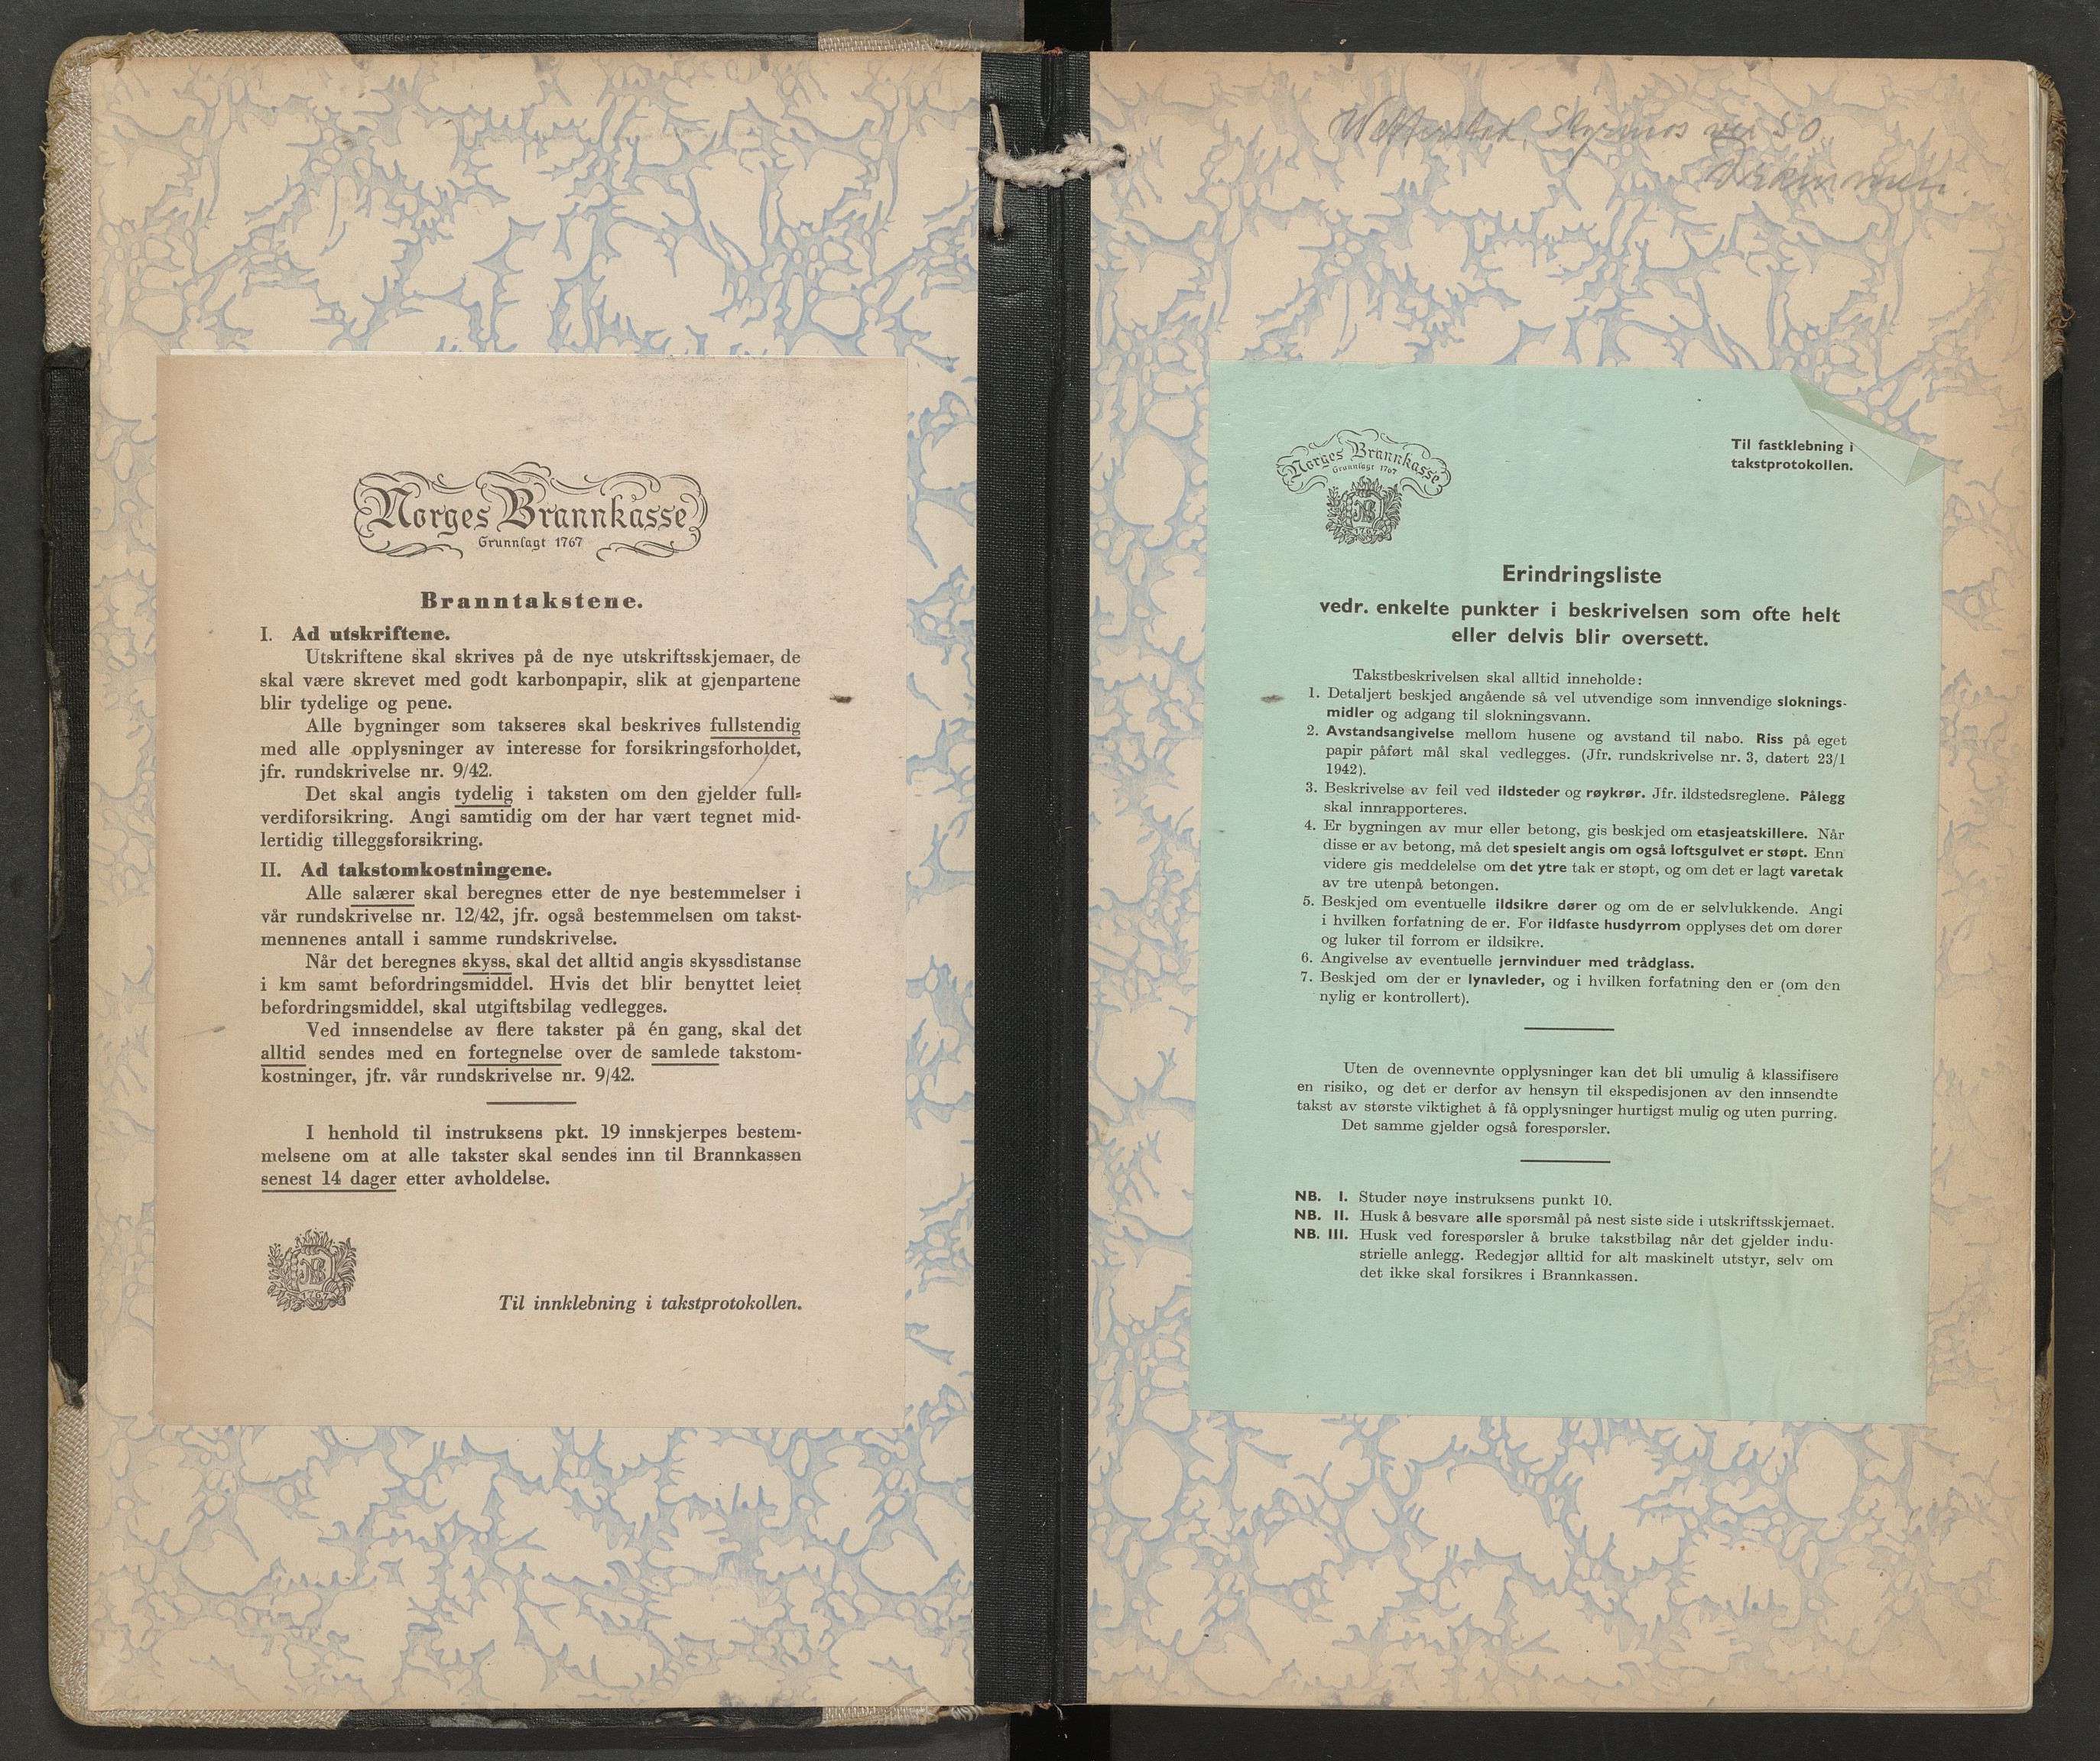 Norges Brannkasse
Grunnlagt 1767
Branntakstene.
I. Ad utskriftene.
Utskriftene skal skrives på de nye utskriftsskjemaer, de
skal være skrevet med godt karbonpapir, slik at gjenpartene
blir tydelige og pene.
Alle bygninger som takseres skal beskrives fullstendig
med alle opplysninger av interesse for forsikringsforholdet,
jfr. rundskrivelse nr. 9/42.
Det skal angis tydelig i taksten om den gjelder full-
verdiforsikring. Angi samtidig om der har vært tegnet mid-
lertidig tilleggsforsikring.
II. Ad takstomkostningene.
Alle salærer skal beregnes etter de nye bestemmelser i
vår rundskrivelse nr. 12/42, jfr. også bestemmelsen om takst-
mennenes antall i samme rundskrivelse.
Når det beregnes skyss, skal det alltid angis skyssdistanse
i km samt befordringsmiddel. Hvis det blir benyttet leiet
befordringsmiddel, skal utgiftsbilag vedlegges.
Ved innsendelse av flere takster på én gang, skal det
alltid sendes med en fortegnelse over de samlede takstom-
kostninger, jfr. vår rundskrivelse nr. 9/42.
I henhold til instruksens pkt. 19 innskjerpes bestem-
melsene om at alle takster skal sendes inn til Brannkassen
senest 14 dager etter avholdelse.
NB
1767
Til innklebning i takstprotokollen.
vei 50
Norges Brannkasse
Grunnlagt 1767
NB
1767
Til fastklebning i
takstprotokollen.
Erindringsliste
vedr. enkelte punkter i beskrivelsen som ofte helt
eller delvis blir oversett.
Takstbeskrivelsen skal alltid inneholde:
1. Detaljert beskjed angående så vel utvendige som innvendige sloknings-
midler og adgang til slokningsvann.
2. Avstandsangivelse mellom husene og avstand til nabo. Riss på eget
papir påført mål skal vedlegges. (Jfr. rundskrivelse nr. 3, datert 23/1
1942).
3. Beskrivelse av feil ved ildsteder og røykrør. Jfr. ildstedsreglene. Pålegg
skal innrapporteres.
4. Er bygningen av mur eller betong, gis beskjed om etasjeatskillere. Når
disse er av betong, må det spesielt angis om også loftsgulvet er støpt. Enn
videre gis meddelelse om det ytre tak er støpt, og om det er lagt varetak
av tre utenpå betongen.
5. Beskjed om eventuelle ildsikre dører og om de er selvlukkende. Angi
i hvilken forfatning de er. For ildfaste husdyrrom opplyses det om dører
og luker til forrom er ildsikre.
6. Angivelse av eventuelle jernvinduer med trådglass.
7. Beskjed om der er lynavleder, og i hvilken forfatning den er (om den
nylig er kontrollert).
Uten de ovennevnte opplysninger kan det bli umulig å klassifisere
en risiko, og det er derfor av hensyn til ekspedisjonen av den innsendte
takst av største viktighet å få opplysninger hurtigst mulig og uten purring.
Det samme gjelder også forespørsler.
NB. I. Studer nøye instruksens punkt 10.
NB. II. Husk å besvare alle spørsmål på nest siste side i utskriftsskjemaet.
NB. III. Husk ved forespørsler å bruke takstbilag når det gjelder indu-
strielle anlegg. Redegjør alltid for alt maskinelt utstyr, selv om
det ikke skal forsikres i Brannkassen.